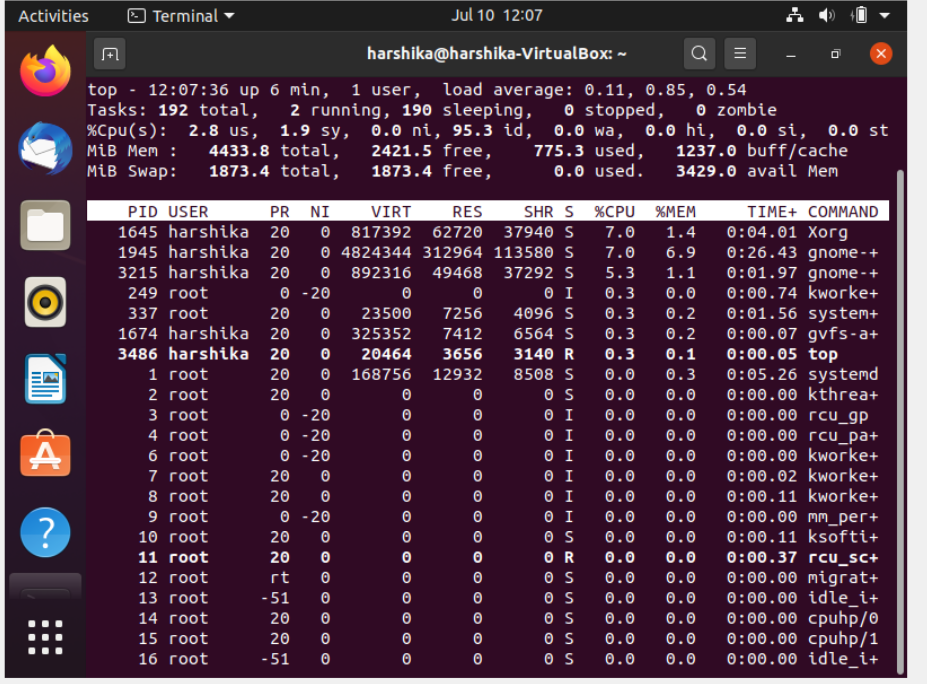 Activities Terminal Jul 10 12:07
harshika@harshika-VirtualBox: ~
top - 12:07:36 up 6 min, 1 user, load average: 0.11, 0.85, 0.54
Tasks: 192 total, 2 running, 190 sleeping, 0 stopped, 0 zombie
%Cpu(s): 2.8 us, 1.9 sy, 0.0 ni, 95.3 id, 0.0 wa, 0.0 hi, 0.0 si, 0.0 st
MiB Mem : 4433.8 total, 2421.5 free, 775.3 used, 1237.0 buff/cache
MiB Swap: 1873.4 total, 1873.4 free, 0.0 used. 3429.0 avail Mem
PID USER PR NI VIRT RES SHR S %CPU %MEM TIME+ COMMAND
1645 harshika 20 0 817392 62720 37940 S 7.0 1.4 0:04.01 Xorg
1945 harshika 20 0 4824344 312964 113580 S 7.0 6.9 0:26.43 gnome-+
3215 harshika 20 0 892316 49468 37292 S 5.3 1.1 0:01.97 gnome-+
249 root 0 -20 0 0 0 I 0.3 0.0 0:00.74 kworke+
337 root 20 0 23500 7256 4096 S 0.3 0.2 0:01.56 system+
1674 harshika 20 0 325352 7412 6564 S 0.3 0.2 0:00.07 gvfs-a+
3486 harshika 20 0 20464 3656 3140 R 0.3 0.1 0:00.05 top
1 root 20 0 168756 12932 8508 S 0.0 0.3 0:05.26 systemd
2 root 20 0 0 0 0 S 0.0 0.0 0:00.00 kthrea+
3 root 0 -20 0 0 0 I 0.0 0.0 0:00.00 rcu_gp
4 root 0 -20 0 0 0 I 0.0 0.0 0:00.00 rcu_pa+
6 root 0 -20 0 0 0 I 0.0 0.0 0:00.00 kworke+
7 root 20 0 0 0 0 I 0.0 0.0 0:00.02 kworke+
8 root 20 0 0 0 0 I 0.0 0.0 0:00.11 kworke+
9 root 0 -20 0 0 0 I 0.0 0.0 0:00.00 mm_per+
10 root 20 0 0 0 0 S 0.0 0.0 0:00.11 ksofti+
11 root 20 0 0 0 0 R 0.0 0.0 0:00.37 rcu_sc+
12 root rt 0 0 0 0 S 0.0 0.0 0:00.00 migrat+
13 root -51 0 0 0 0 S 0.0 0.0 0:00.00 idle_i+
14 root 20 0 0 0 0 S 0.0 0.0 0:00.00 cpuhp/0
15 root 20 0 0 0 0 S 0.0 0.0 0:00.00 cpuhp/1
16 root -51 0 0 0 0 S 0.0 0.0 0:00.00 idle_i+